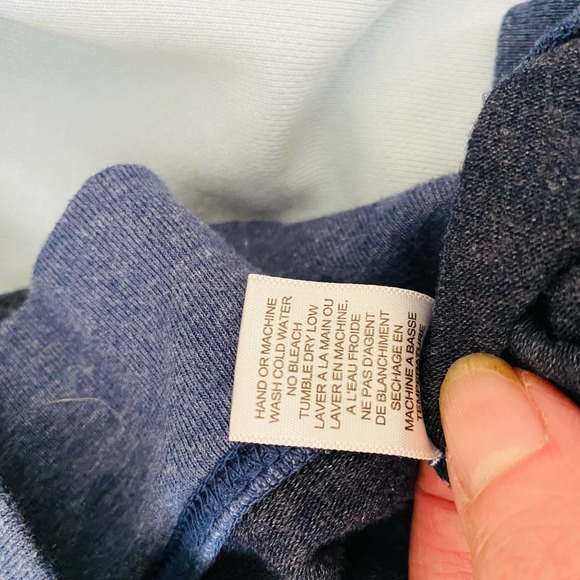 HAND OR MACHINE
WASH COLD WATER
NO BLEACH
TUMBLE DRY LOW
LAVER A LA MAIN OU
LAVER EN MACHINE.
A L'EAU FROIDE
NE PAS D'AGENT
DE BLANCHIMENT
SECHAGE EN
MACHINE A BASSE
TEMPERATURE